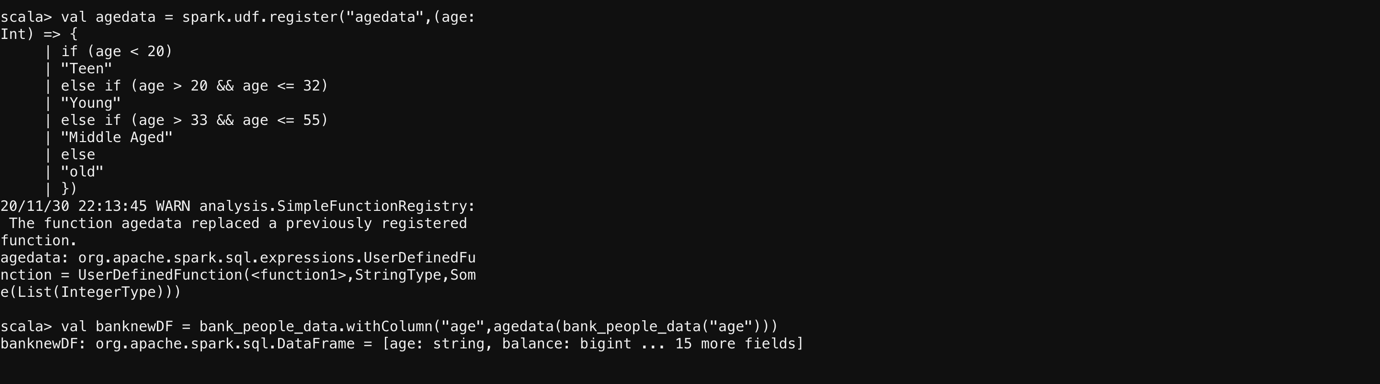 scala> val agedata = spark.udf.register("agedata",(age:
Int) => {
     | if (age < 20)
     | "Teen"
     | else if (age > 20 && age <= 32)
     | "Young"
     | else if (age > 33 && age <= 55)
     | "Middle Aged"
     | else
     | "old"
     | })
20/11/30 22:13:45 WARN analysis.SimpleFunctionRegistry:
 The function agedata replaced a previously registered
function.
agedata: org.apache.spark.sql.expressions.UserDefinedFu
nction = UserDefinedFunction(<function1>,StringType,Som
e(List(IntegerType)))

scala> val banknewDF = bank_people_data.withColumn("age",agedata(bank_people_data("age")))
banknewDF: org.apache.spark.sql.DataFrame = [age: string, balance: bigint ... 15 more fields]